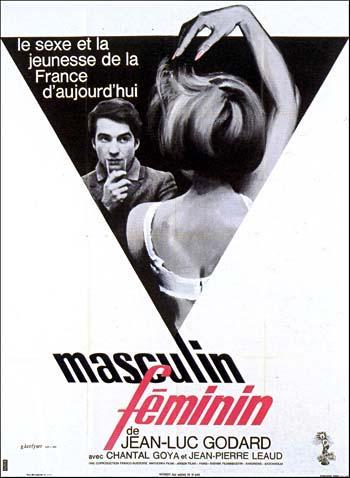 le sexe et la
jeunesse de la
France
d'aujourd'hui
masculin
féminin
de
JEAN-LUC GODARD
avec CHANTAL GOYA et JEAN-PIERRE LEAUD